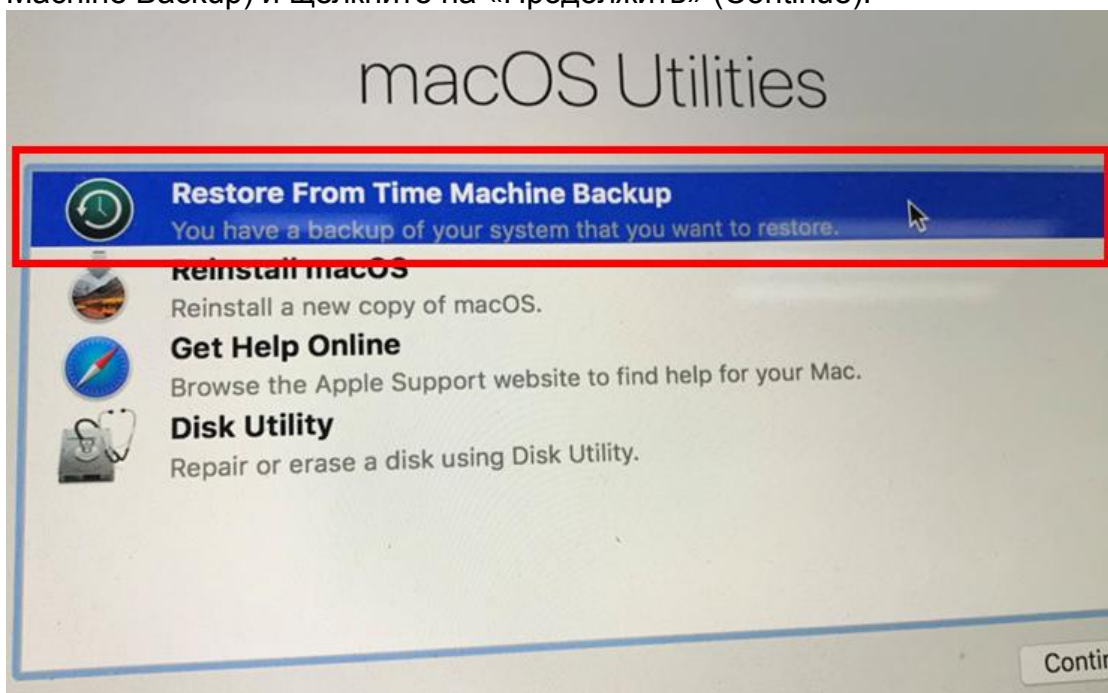 Machine Backup) и щелкните на «Продолжить» (Continue).
macOS Utilities
Restore From Time Machine Backup
You have a backup of your system that you want to restore.
Reinstall macOS
Reinstall a new copy of macOS.
Get Help Online
Browse the Apple Support website to find help for your Mac.
Disk Utility
Repair or erase a disk using Disk Utility.
Contin